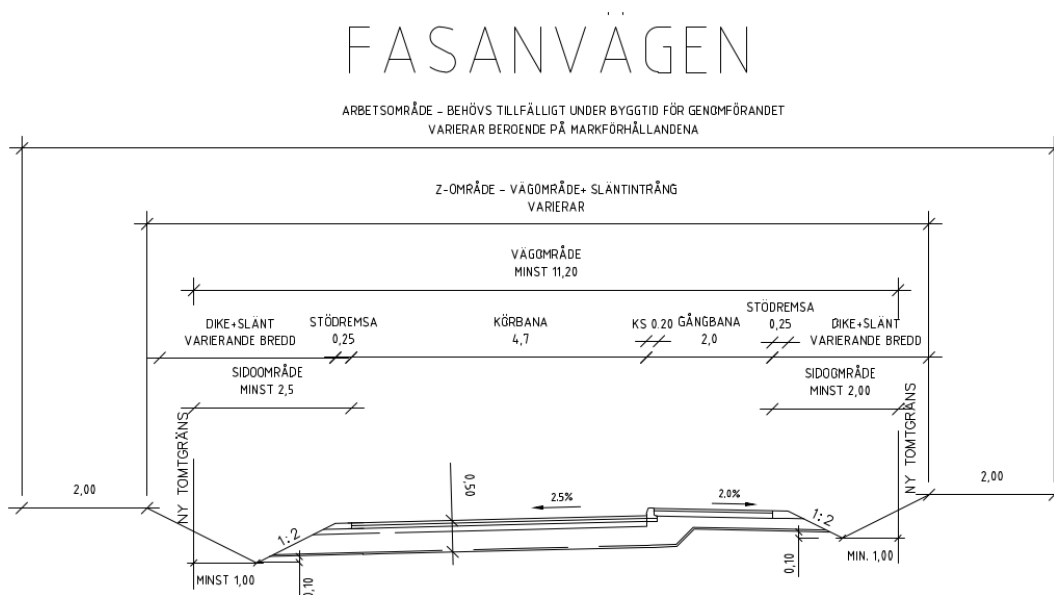 FASANVÄGEN
ARBETSOMRÅDE – BEHÖVS TILLFÄLLIGT UNDER BYGGTID FÖR GENOMFÖRANDET
VARIERAR BEROENDE PÅ MARKFÖRHÅLLANDENA
Z-OMRÅDE – VÄGOMRÅDE+ SLÄNTINTRÅNG
VARIERAR
VÄGOMRÅDE
MINST 11,20
DIKE+SLÄNT
VARIERANDE BREDD
STÖDREMSA
0,25
KÖRBANA
4,7
KS 0.20
GÅNGBANA
2,0
STÖDREMSA
0,25
DIKE+SLÄNT
VARIERANDE BREDD
SIDOOMRÅDE
MINST 2,5
SIDOOMRÅDE
MINST 2,00
NY TOMTGRÄNS
NY TOMTGRÄNS
2,00
2,00
0,50
2.5%
2.0%
1:2
1:2
MINST 1,00
0,10
0,10
MIN. 1,00